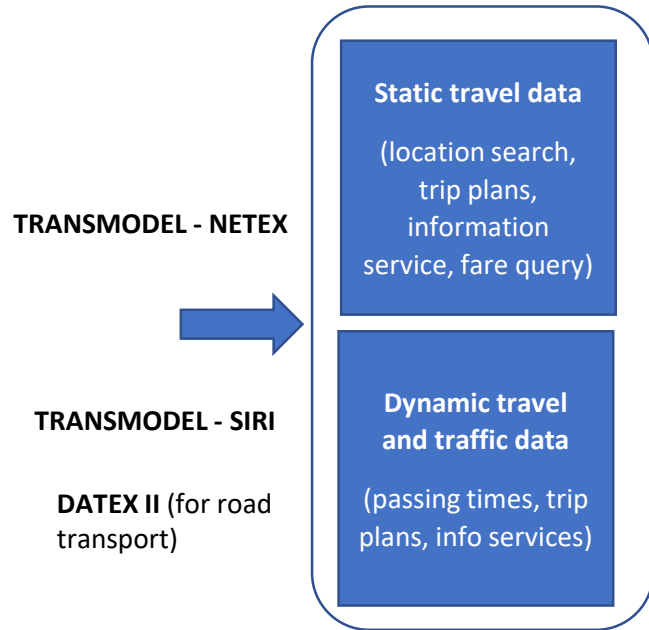 Static travel data
(location search,
trip plans,
information
service, fare query)
TRANSMODEL - NETEX
TRANSMODEL - SIRI
DATEX II (for road
transport)
Dynamic travel
and traffic data
(passing times, trip
plans, info services)